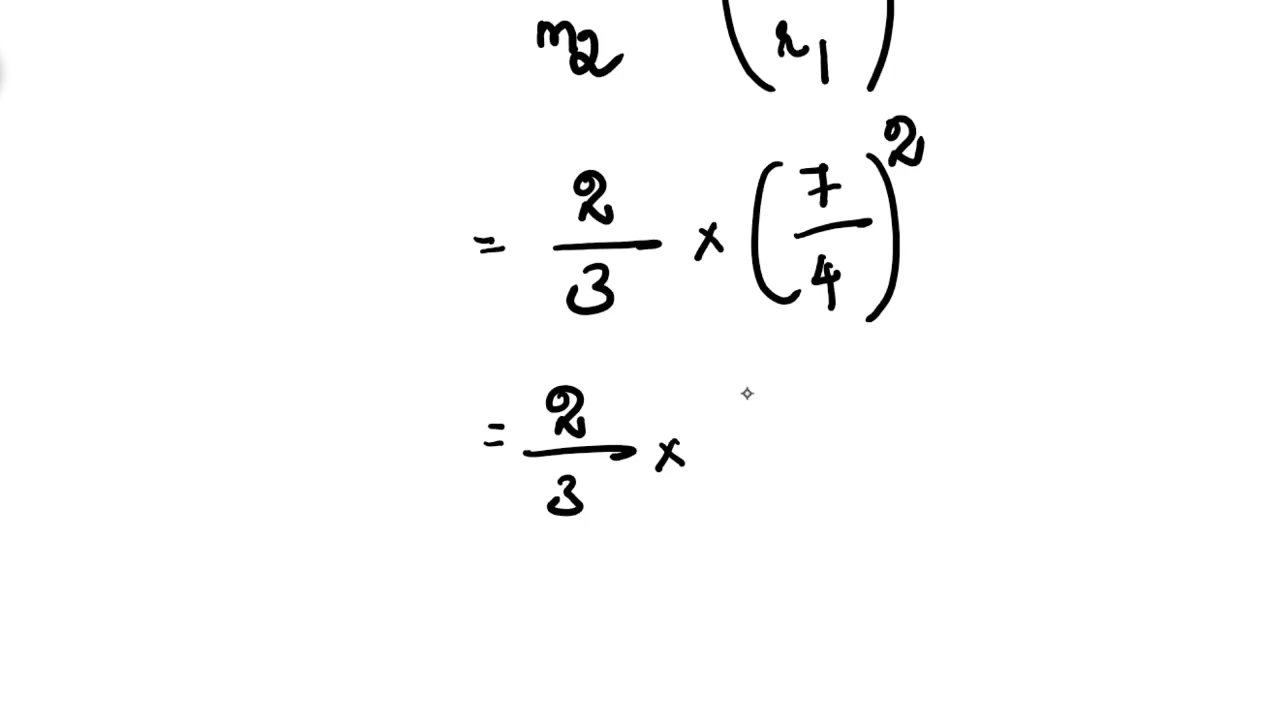 m2 ( r1 )
= 2/3 × (7/4)^2
= 2/3 ×